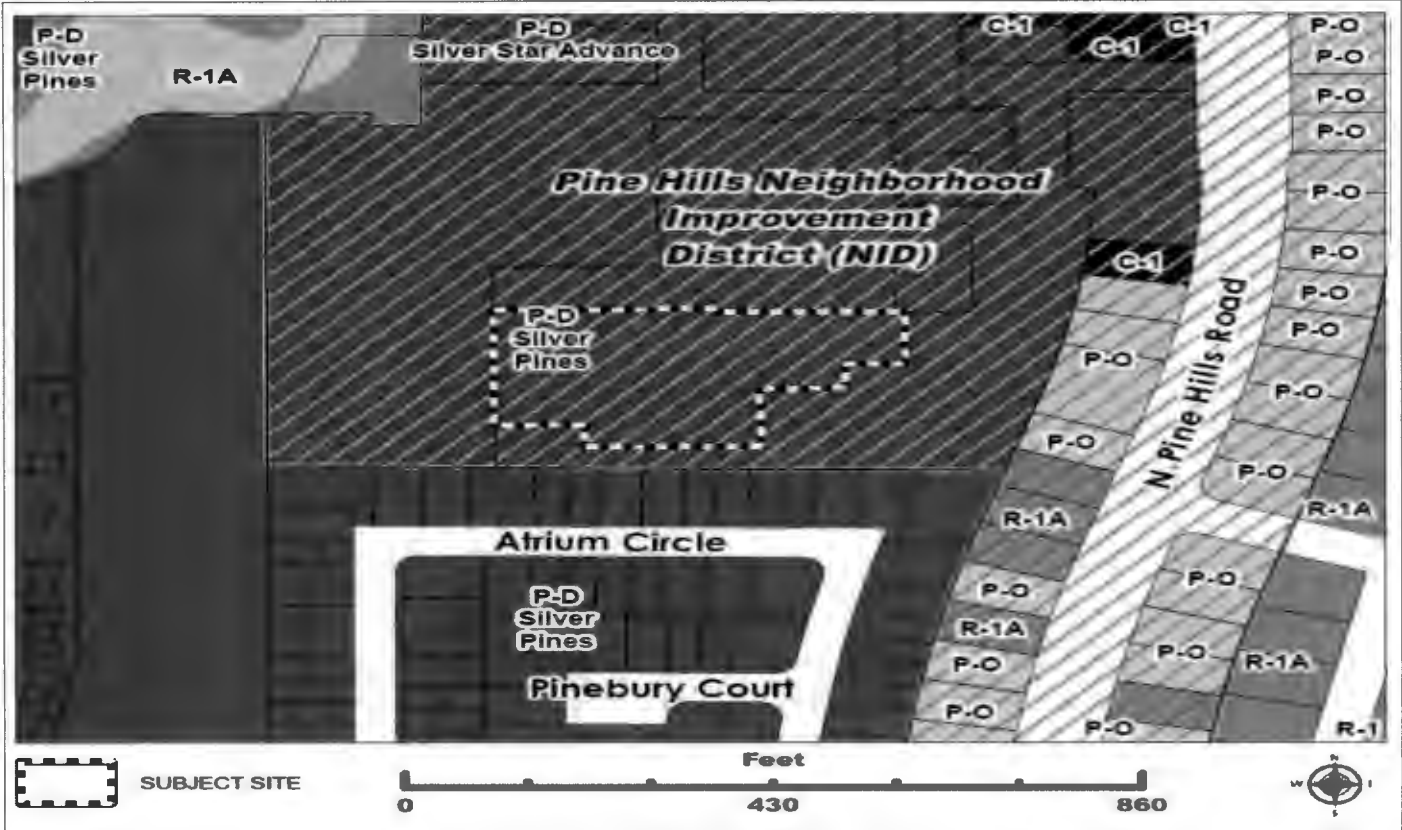 P-D
Silver
Pines
R-1A
P-D
Silver Star Advance
C-1
C-1
C-1
P-O
P-O
P-O
P-O
P-O
P-O
P-O
P-O
P-O
P-O
Pine Hills Neighborhood
Improvement
District (NID)
C-1
P-D
Silver
Pines
P-O
P-O
N Pine Hills Road
R-1A
R-1A
Atrium Circle
P-D
Silver
Pines
Pinebury Court
P-O
R-1A
P-O
P-O
P-O
P-O
R-1A
P-O
R-1
SUBJECT SITE
Feet
0
430
860
N
W
S